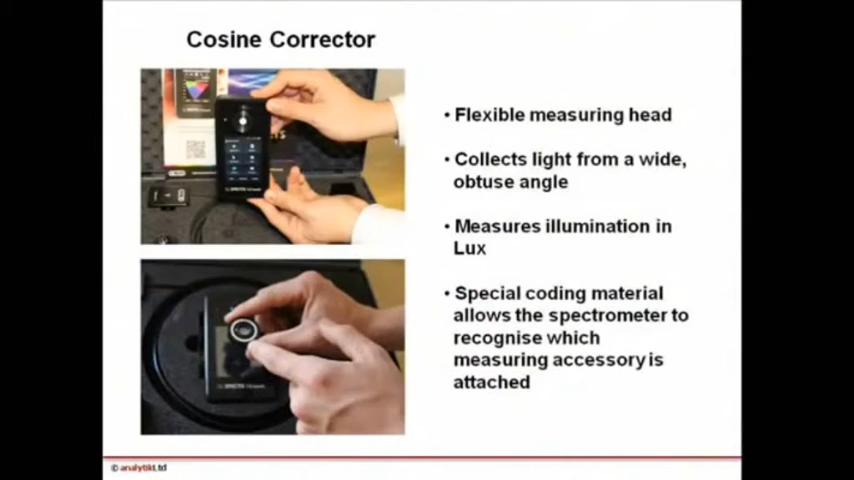 Cosine Corrector
• Flexible measuring head
• Collects light from a wide,
obtuse angle
• Measures illumination in
Lux
• Special coding material
allows the spectrometer to
recognise which
measuring accessory is
attached
© analytikLtd